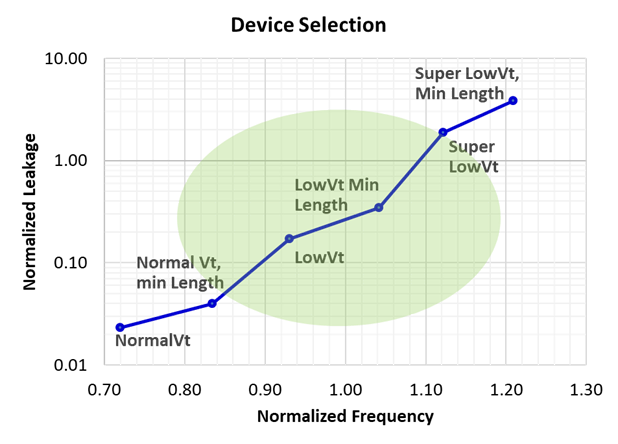 Device Selection
10.00
Super LowVt,
Min Length
1.00
Super
LowVt
LowVt Min
Length
Normalized Leakage
0.10
Normal Vt,
min Length
LowVt
NormalVt
0.01
0.70 0.80 0.90 1.00 1.10 1.20 1.30
Normalized Frequency